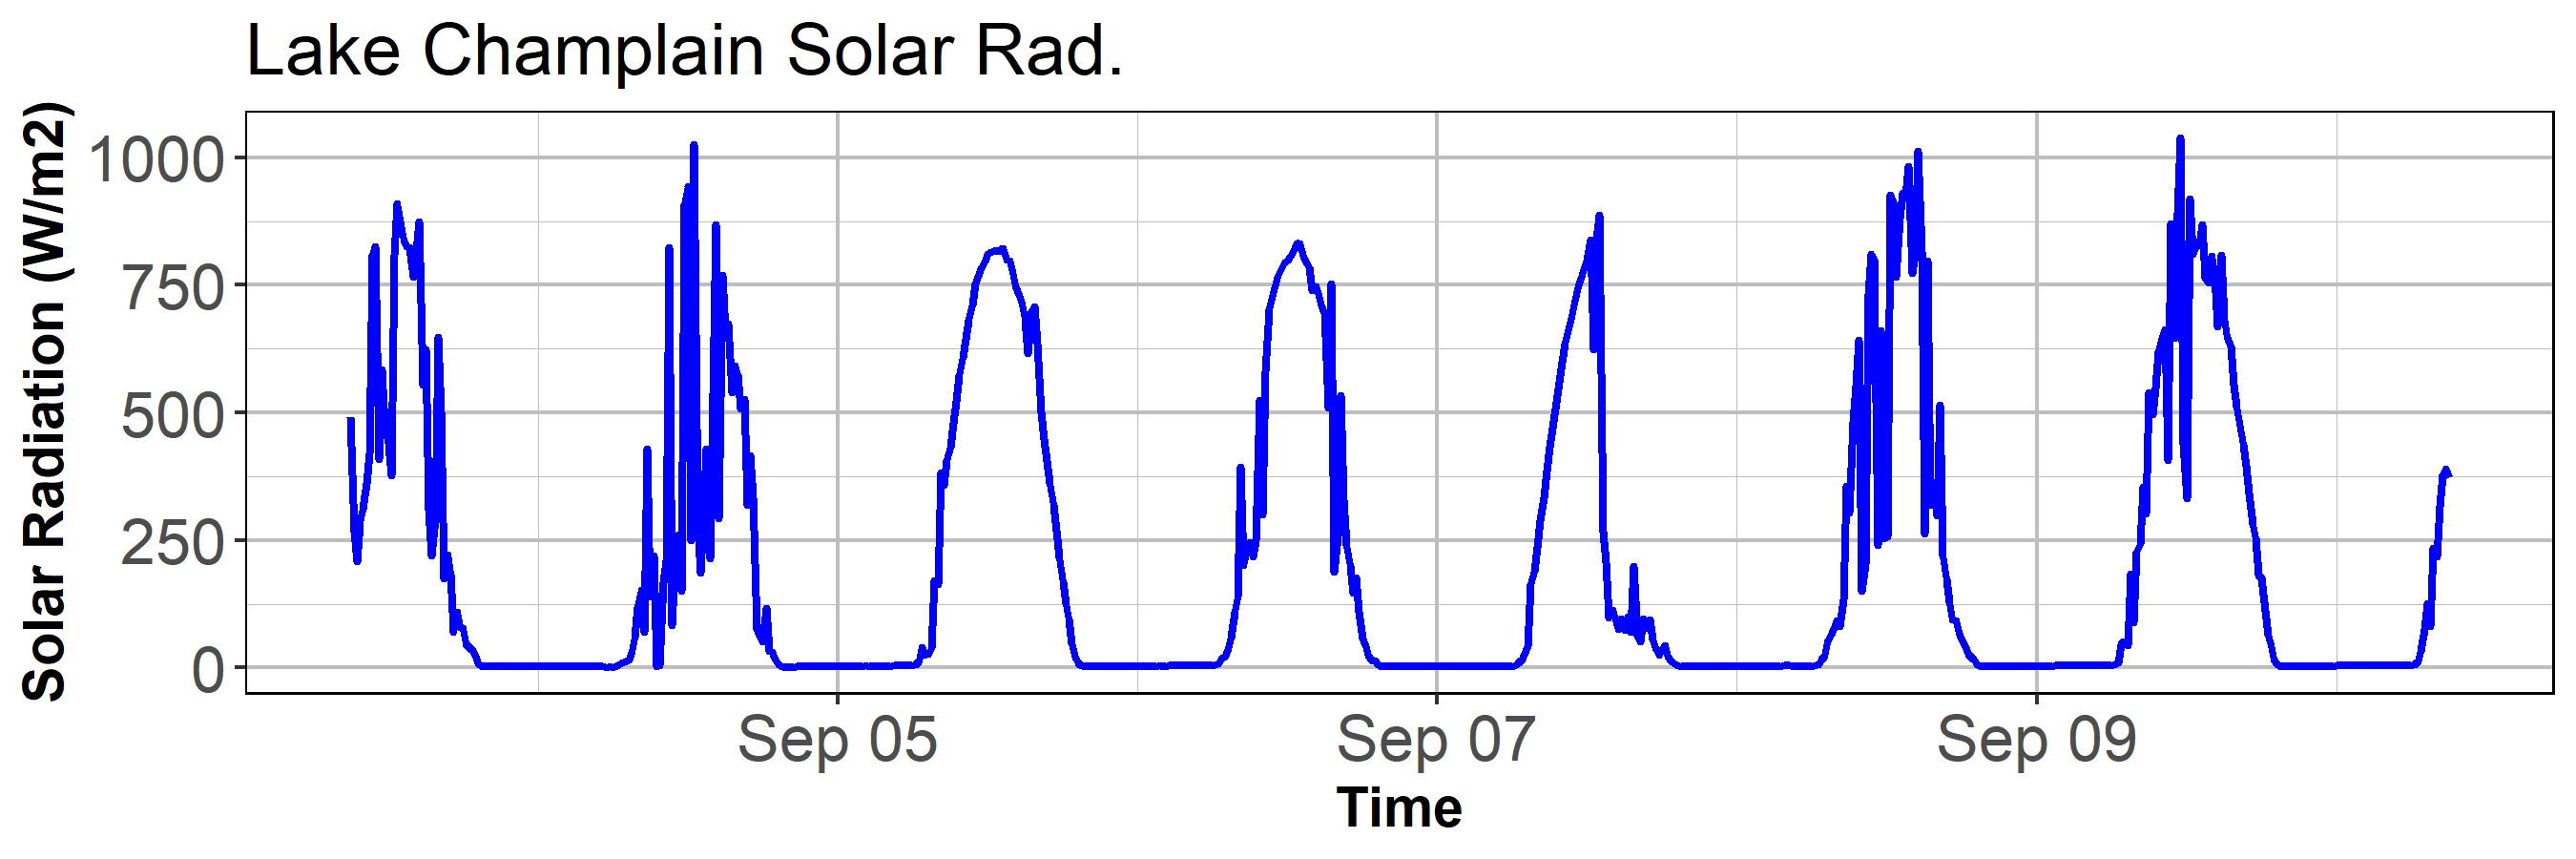 Lake Champlain Solar Rad.
Solar Radiation (W/m2)
1000
750
500
250
0
Sep 05 Sep 07 Sep 09
Time